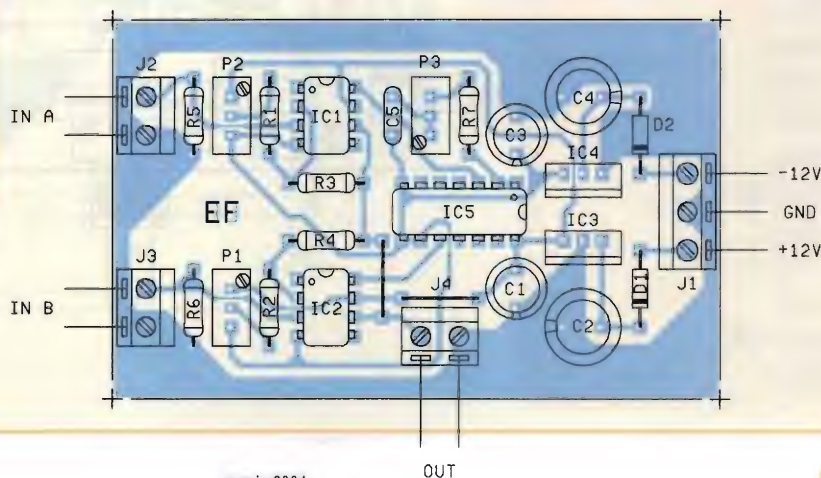 J2
P2
P3
C4
IN A
R5
R1
IC1
C5
R7
C3
D2
IC4
-12V
R3
EF
IC5
GND
IC3
R4
+12V
J3
P1
J4
C1
D1
J1
IN B
R6
R2
IC2
C2
OUT